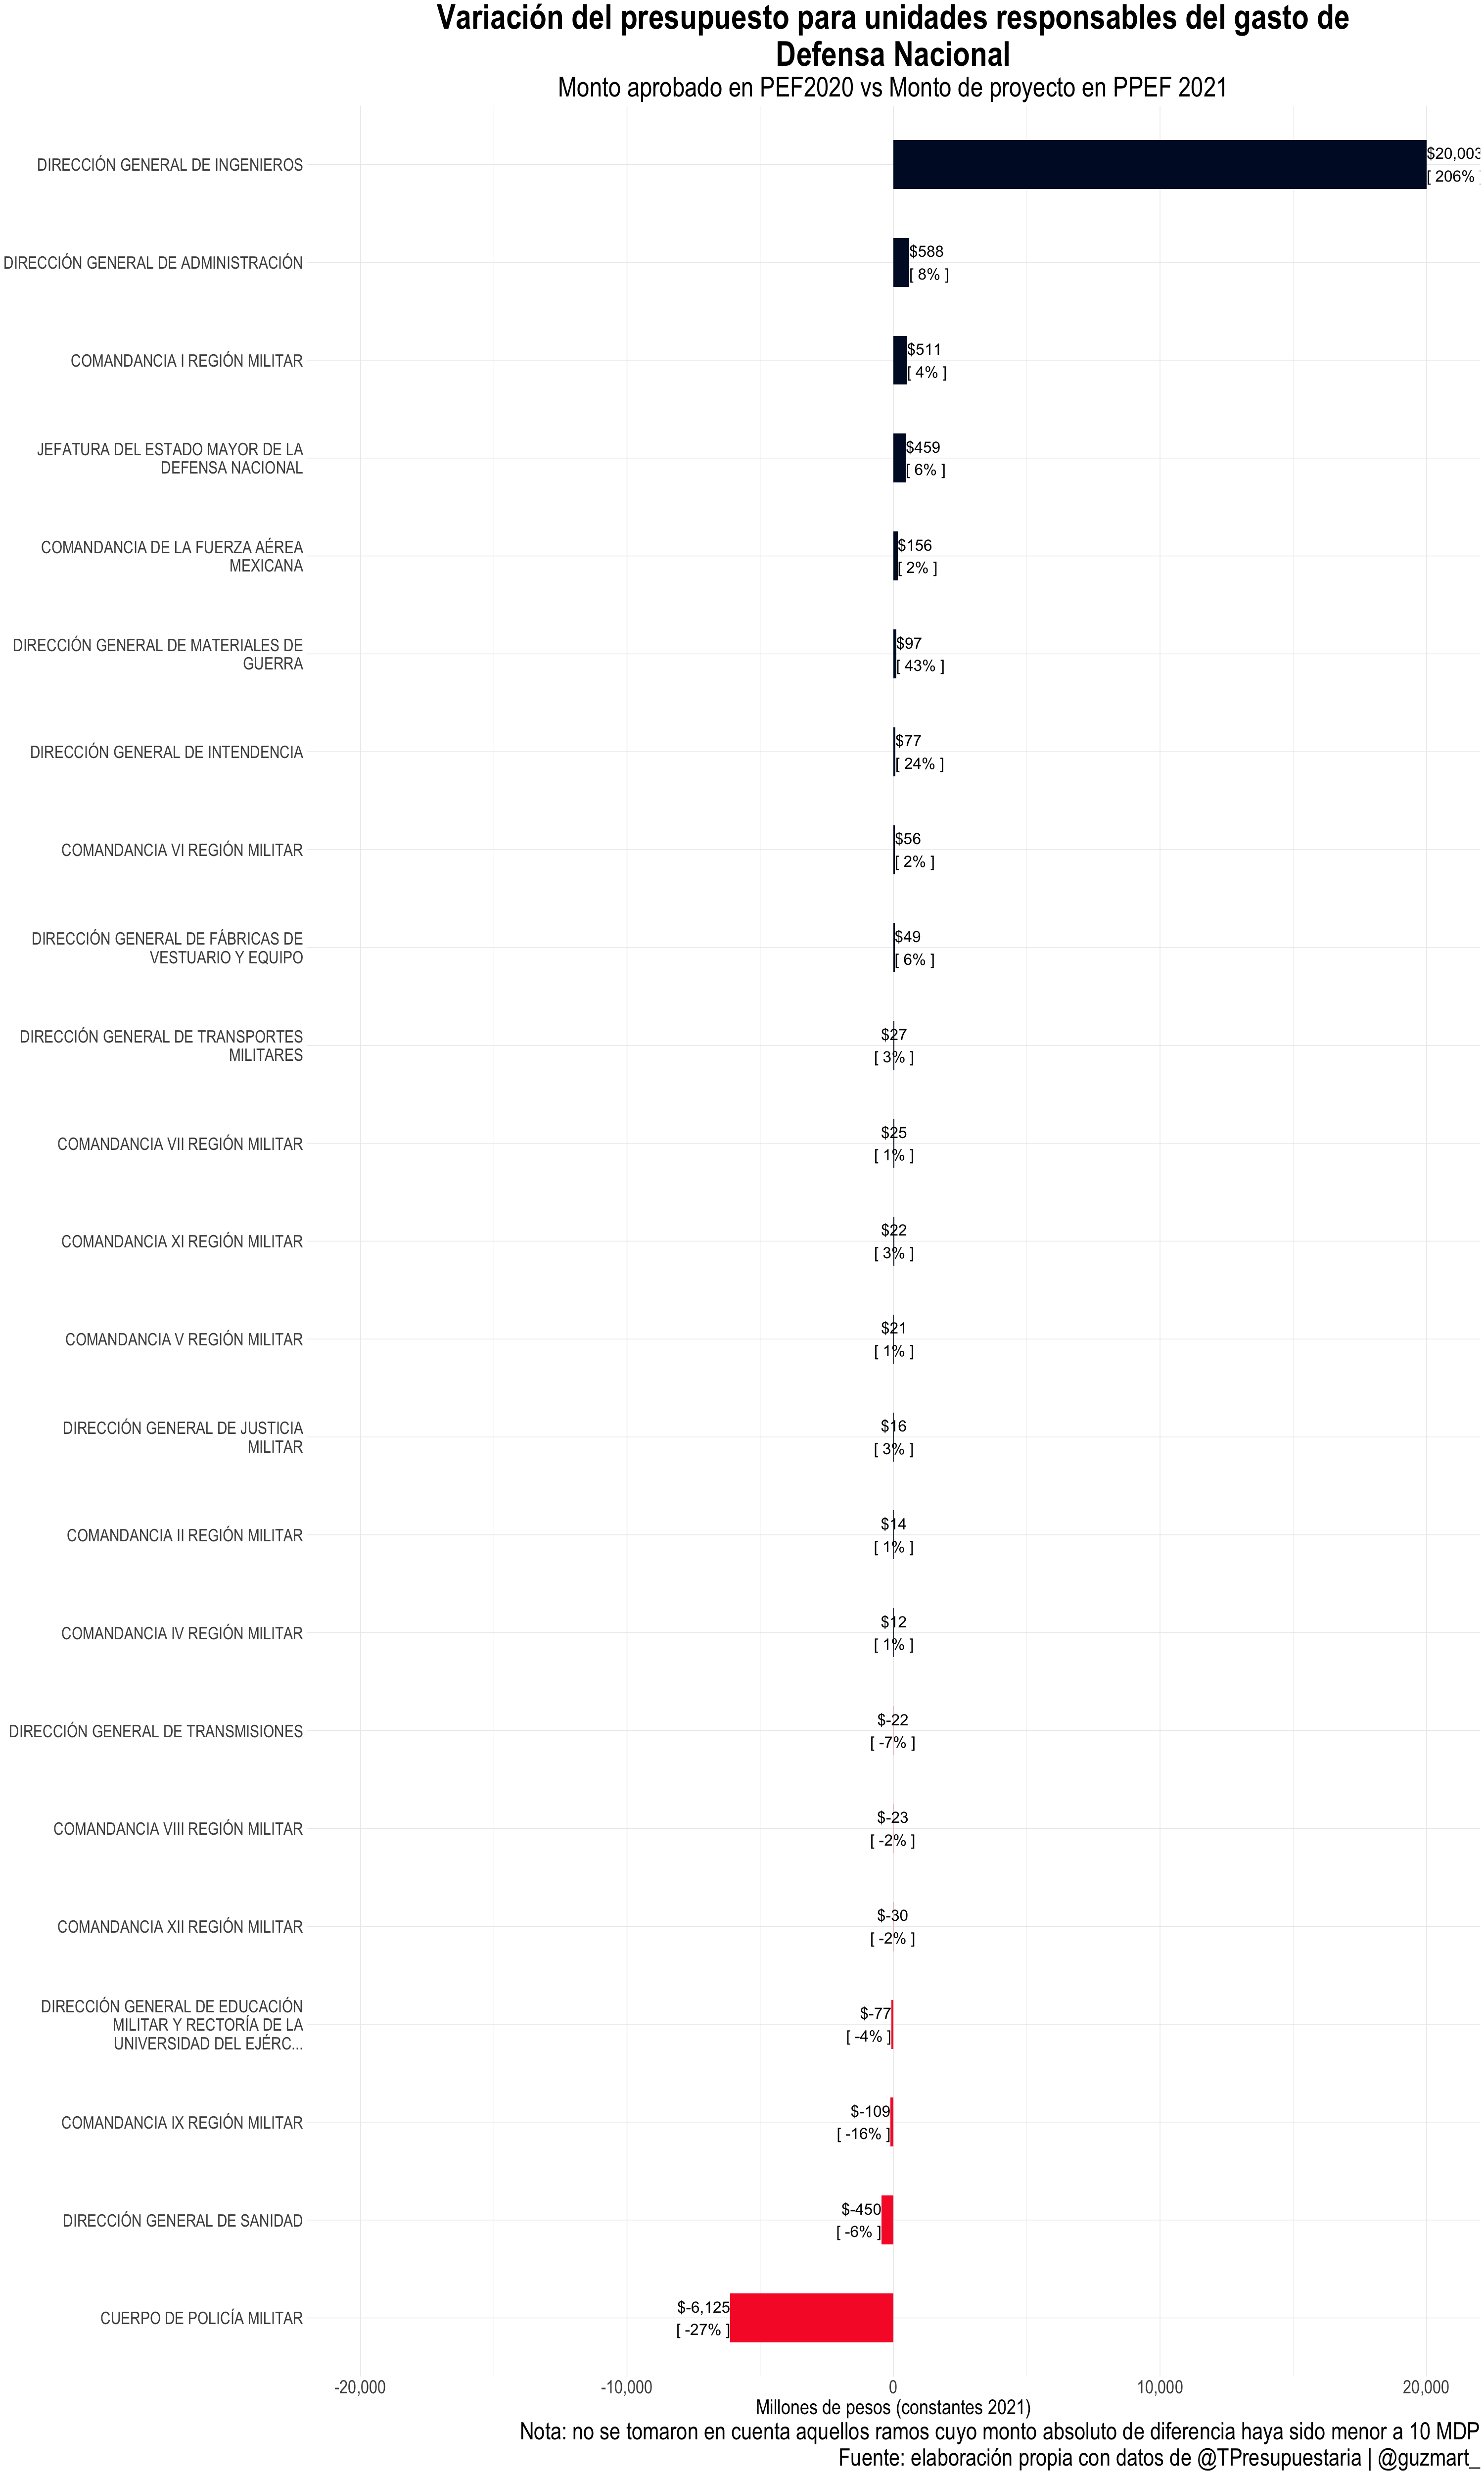 Variación del presupuesto para unidades responsables del gasto de
Defensa Nacional
Monto aprobado en PEF2020 vs Monto de proyecto en PPEF 2021
DIRECCIÓN GENERAL DE INGENIEROS
$20,003
[ 206% ]
DIRECCIÓN GENERAL DE ADMINISTRACIÓN
$588
[ 8% ]
COMANDANCIA I REGIÓN MILITAR
$511
[ 4% ]
JEFATURA DEL ESTADO MAYOR DE LA
DEFENSA NACIONAL
$459
[ 6% ]
COMANDANCIA DE LA FUERZA AÉREA
MEXICANA
$156
[ 2% ]
DIRECCIÓN GENERAL DE MATERIALES DE
GUERRA
$97
[ 43% ]
DIRECCIÓN GENERAL DE INTENDENCIA
$77
[ 24% ]
COMANDANCIA VI REGIÓN MILITAR
$56
[ 2% ]
DIRECCIÓN GENERAL DE FÁBRICAS DE
VESTUARIO Y EQUIPO
$49
[ 6% ]
DIRECCIÓN GENERAL DE TRANSPORTES
MILITARES
$27
[ 3% ]
COMANDANCIA VII REGIÓN MILITAR
$25
[ 1% ]
COMANDANCIA XI REGIÓN MILITAR
$22
[ 3% ]
COMANDANCIA V REGIÓN MILITAR
$21
[ 1% ]
DIRECCIÓN GENERAL DE JUSTICIA
MILITAR
$16
[ 3% ]
COMANDANCIA II REGIÓN MILITAR
$14
[ 1% ]
COMANDANCIA IV REGIÓN MILITAR
$12
[ 1% ]
DIRECCIÓN GENERAL DE TRANSMISIONES
$-22
[ -7% ]
COMANDANCIA VIII REGIÓN MILITAR
$-23
[ -2% ]
COMANDANCIA XII REGIÓN MILITAR
$-30
[ -2% ]
DIRECCIÓN GENERAL DE EDUCACIÓN
MILITAR Y RECTORÍA DE LA
UNIVERSIDAD DEL EJÉRC...
$-77
[ -4% ]
COMANDANCIA IX REGIÓN MILITAR
$-109
[ -16% ]
DIRECCIÓN GENERAL DE SANIDAD
$-450
[ -6% ]
CUERPO DE POLICÍA MILITAR
$-6,125
[ -27% ]
-20,000 -10,000 0 10,000 20,000
Millones de pesos (constantes 2021)
Nota: no se tomaron en cuenta aquellos ramos cuyo monto absoluto de diferencia haya sido menor a 10 MDP
Fuente: elaboración propia con datos de @TPresupuestaria | @guzmart_